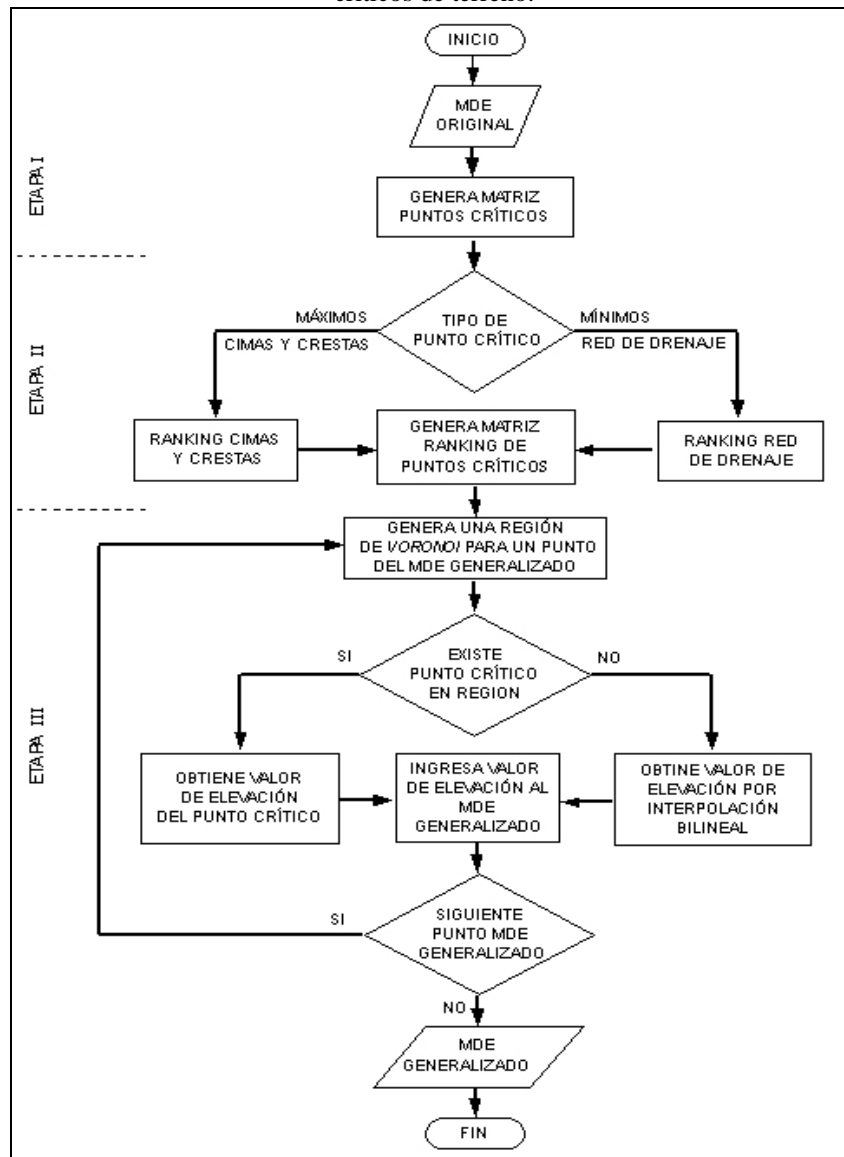 críticos de terreno.
INICIO
MDE
ORIGINAL
ETAPA I
GENERA MATRIZ
PUNTOS CRÍTICOS
ETAPA II
TIPO DE
PUNTO CRÍTICO
MÁXIMOS
CIMAS Y CRESTAS
MÍNIMOS
RED DE DRENAJE
RANKING CIMAS
Y CRESTAS
GENERA MATRIZ
RANKING DE
PUNTOS CRÍTICOS
RANKING RED
DE DRENAJE
ETAPA III
GENERA UNA REGIÓN
DE VORONOI PARA UN PUNTO
DEL MDE GENERALIZADO
EXISTE
PUNTO CRÍTICO
EN REGION
SI
NO
OBTIENE VALOR
DE ELEVACIÓN
DEL PUNTO CRÍTICO
INGRESA VALOR
DE ELEVACIÓN AL
MDE
GENERALIZADO
OBTINE VALOR DE
ELEVACIÓN POR
INTERPOLACIÓN
BILINEAL
SI
SIGUIENTE
PUNTO MDE
GENERALIZADO
NO
MDE
GENERALIZADO
FIN